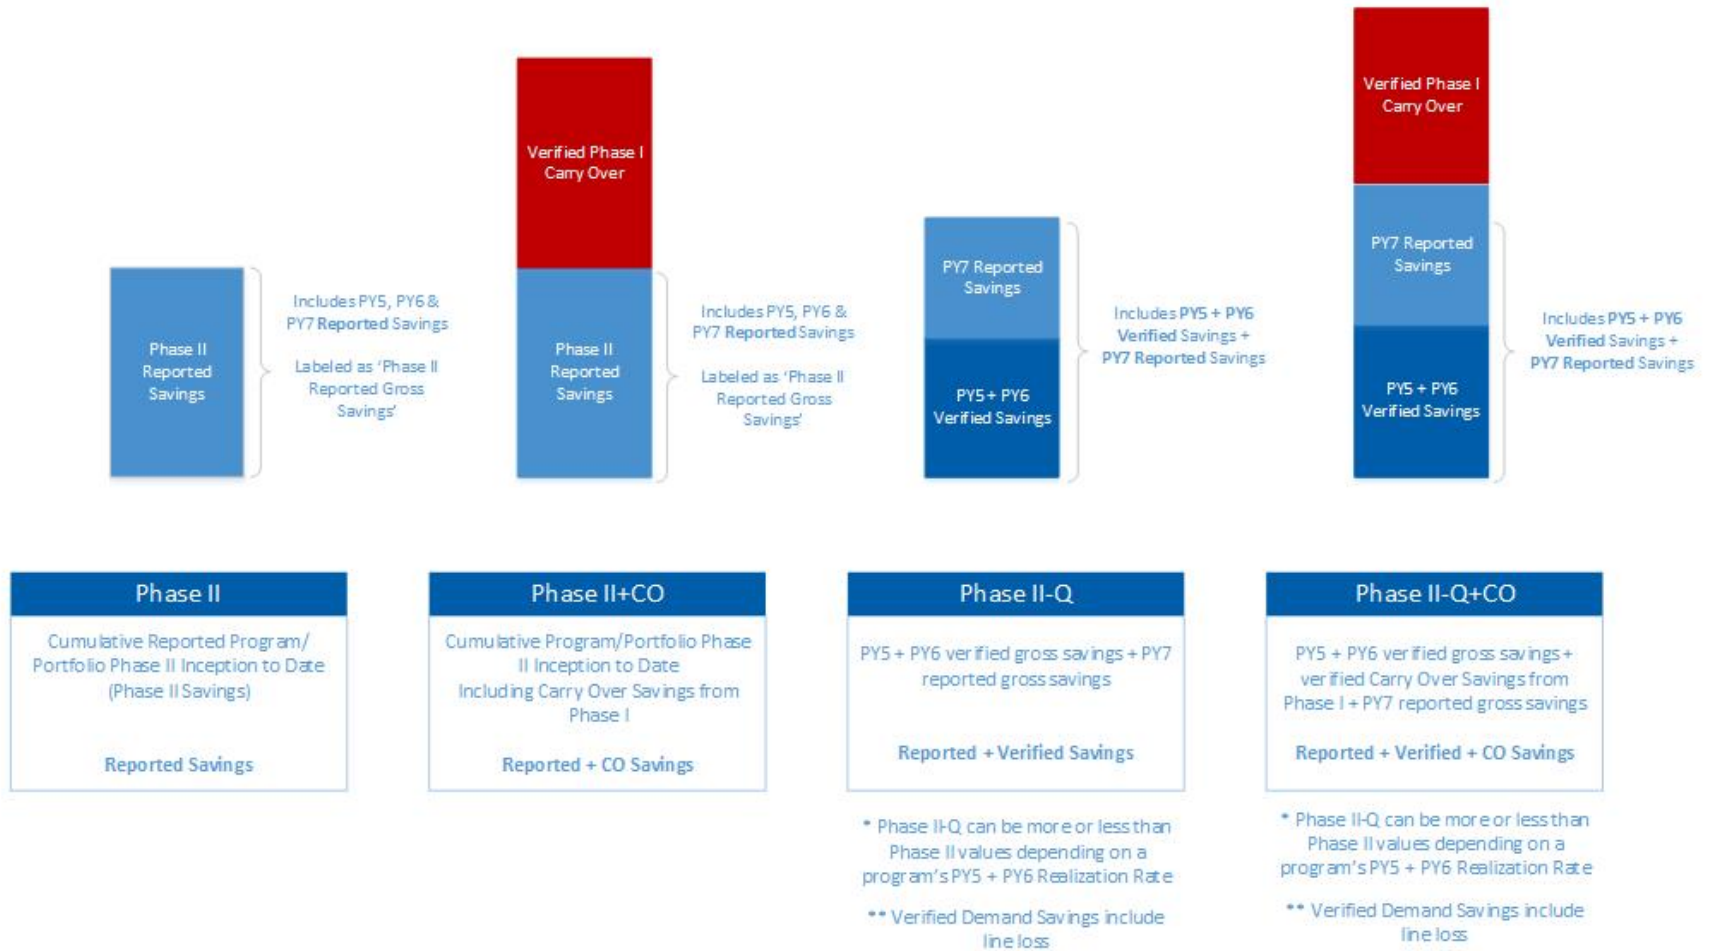 Phase II
Reported
Savings
Includes PY5, PY6 &
PY7 Reported Savings
Labeled as ‘Phase II
Reported Gross
Savings’
Verified Phase I
Carry Over
Phase II
Reported
Savings
Includes PY5, PY6 &
PY7 Reported Savings
Labeled as ‘Phase II
Reported Gross
Savings’
PY7 Reported
Savings
PY5 + PY6
Verified Savings
Includes PY5 + PY6
Verified Savings +
PY7 Reported Savings
Verified Phase I
Carry Over
PY7 Reported
Savings
PY5 + PY6
Verified Savings
Includes PY5 + PY6
Verified Savings +
PY7 Reported Savings
Phase II
Cumulative Reported Program/
Portfolio Phase II Inception to Date
(Phase II Savings)
Reported Savings
Phase II+CO
Cumulative Program/Portfolio Phase
II Inception to Date
Including Carry Over Savings from
Phase I
Reported + CO Savings
Phase II-Q
PY5 + PY6 verified gross savings + PY7
reported gross savings
Reported + Verified Savings
* Phase II-Q can be more or less than
Phase II values depending on a
program’s PY5 + PY6 Realization Rate
** Verified Demand Savings include
line loss
Phase II-Q+CO
PY5 + PY6 verified gross savings +
verified Carry Over Savings from
Phase I + PY7 reported gross savings
Reported + Verified + CO Savings
* Phase II-Q can be more or less than
Phase II values depending on a
program’s PY5 + PY6 Realization Rate
** Verified Demand Savings include
line loss